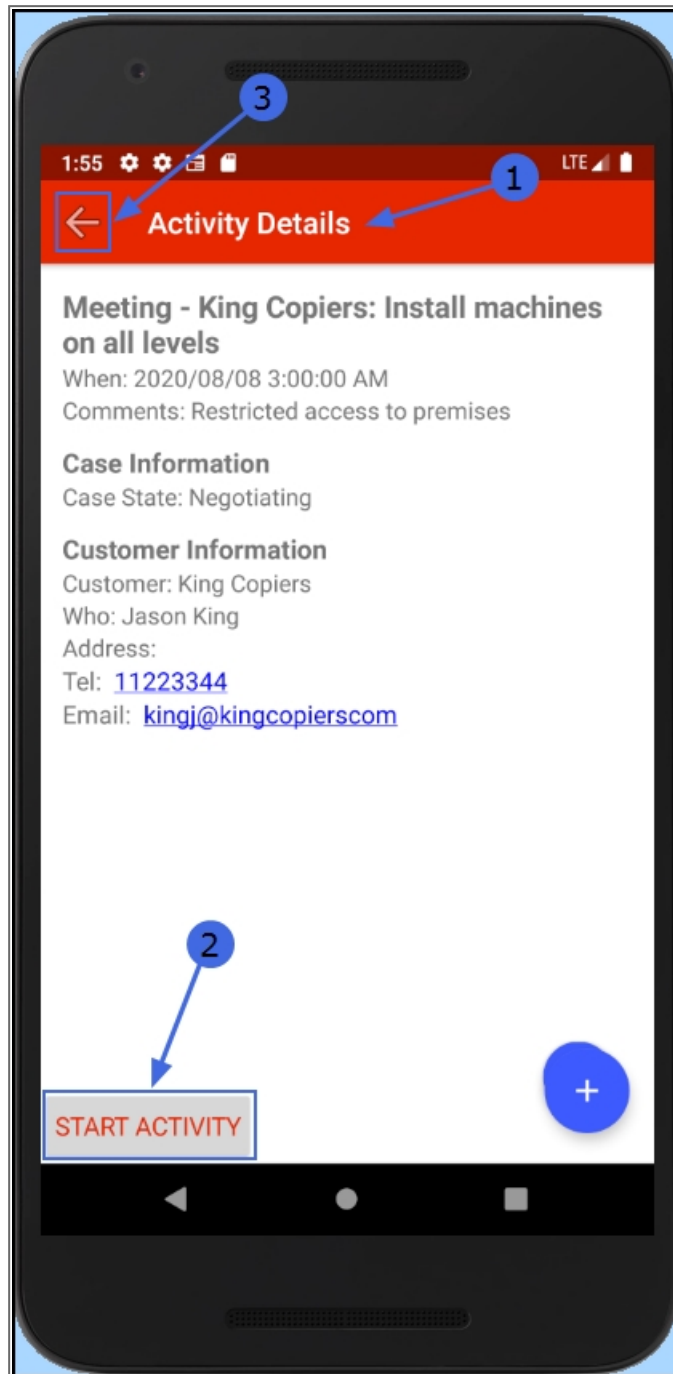 3
1:55 LTE
1
Activity Details
Meeting - King Copiers: Install machines
on all levels
When: 2020/08/08 3:00:00 AM
Comments: Restricted access to premises
Case Information
Case State: Negotiating
Customer Information
Customer: King Copiers
Who: Jason King
Address:
Tel: 11223344
Email: kingj@kingcopierscom
2
+
START ACTIVITY